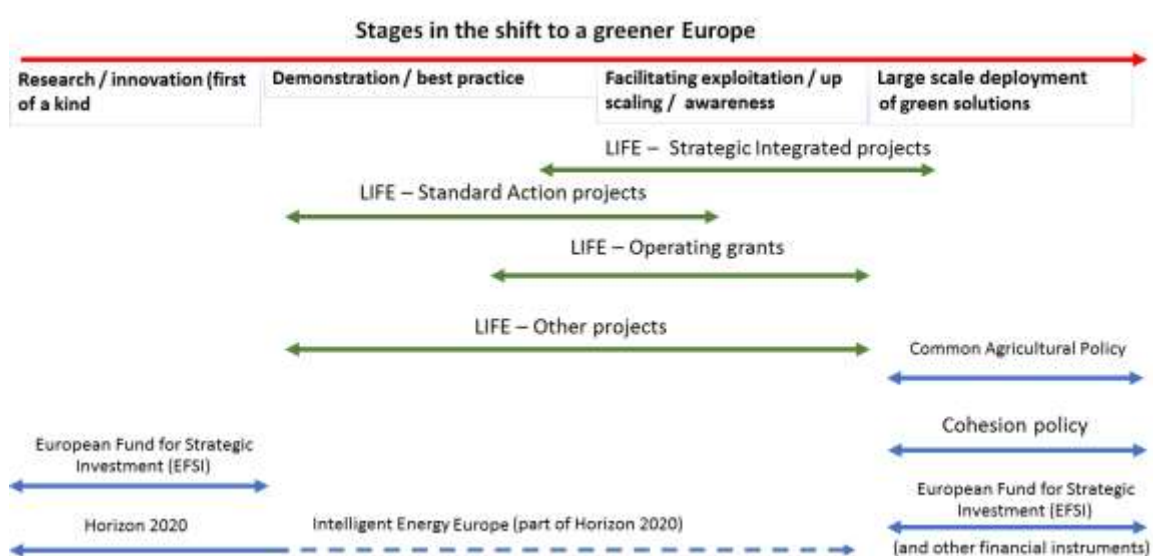 Stages in the shift to a greener Europe
Research / innovation (first
of a kind
Demonstration / best practice
Facilitating exploitation / up
scaling / awareness
Large scale deployment
of green solutions
LIFE – Strategic Integrated projects
LIFE – Standard Action projects
LIFE – Operating grants
LIFE – Other projects
Common Agricultural Policy
Cohesion policy
European Fund for Strategic
Investment (EFSI)
European Fund for Strategic
Investment (EFSI)
(and other financial instruments)
Horizon 2020
Intelligent Energy Europe (part of Horizon 2020)